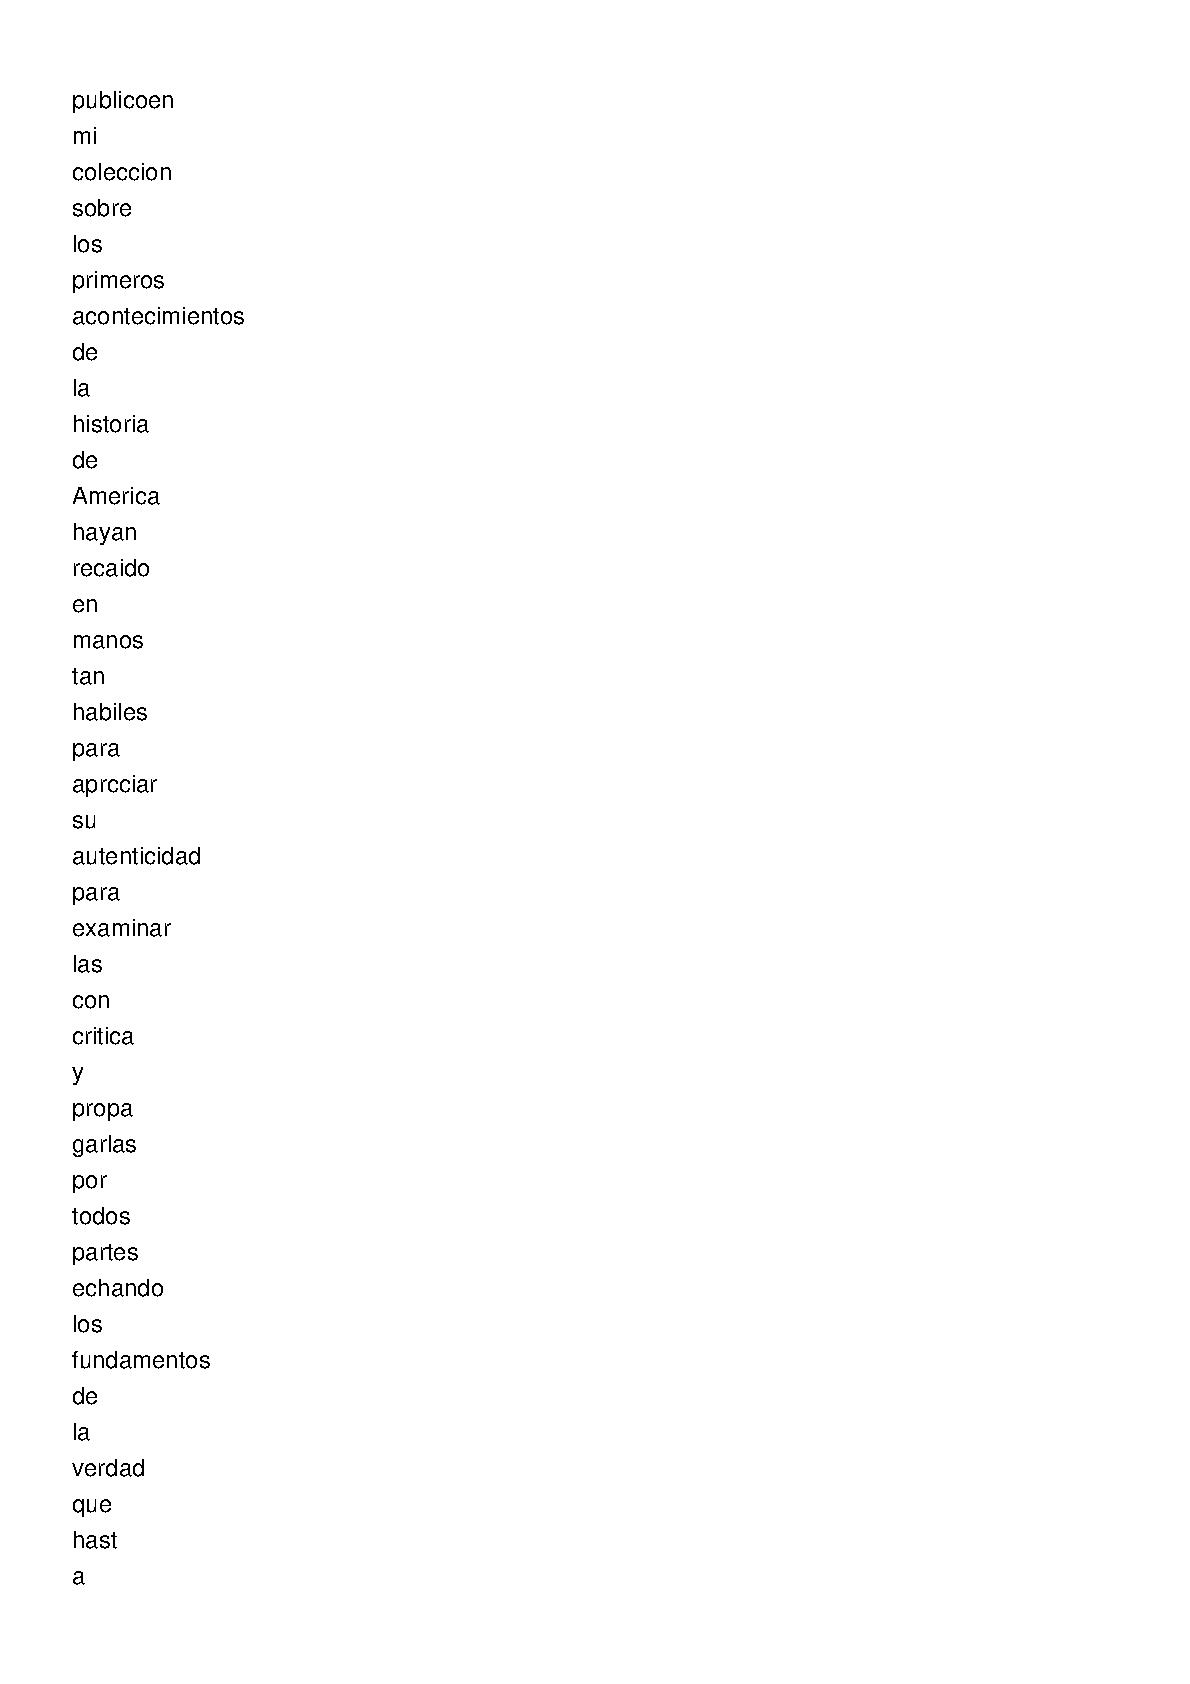 publicoen
mi
coleccion
sobre
los
primeros
acontecimientos
de
la
historia
de
America
hayan
recaido
en
manos
tan
habiles
para
aprcciar
su
autenticidad
para
examinar
las
con
critica
y
propa
garlas
por
todos
partes
echando
los
fundamentos
de
la
verdad
que
hast
a